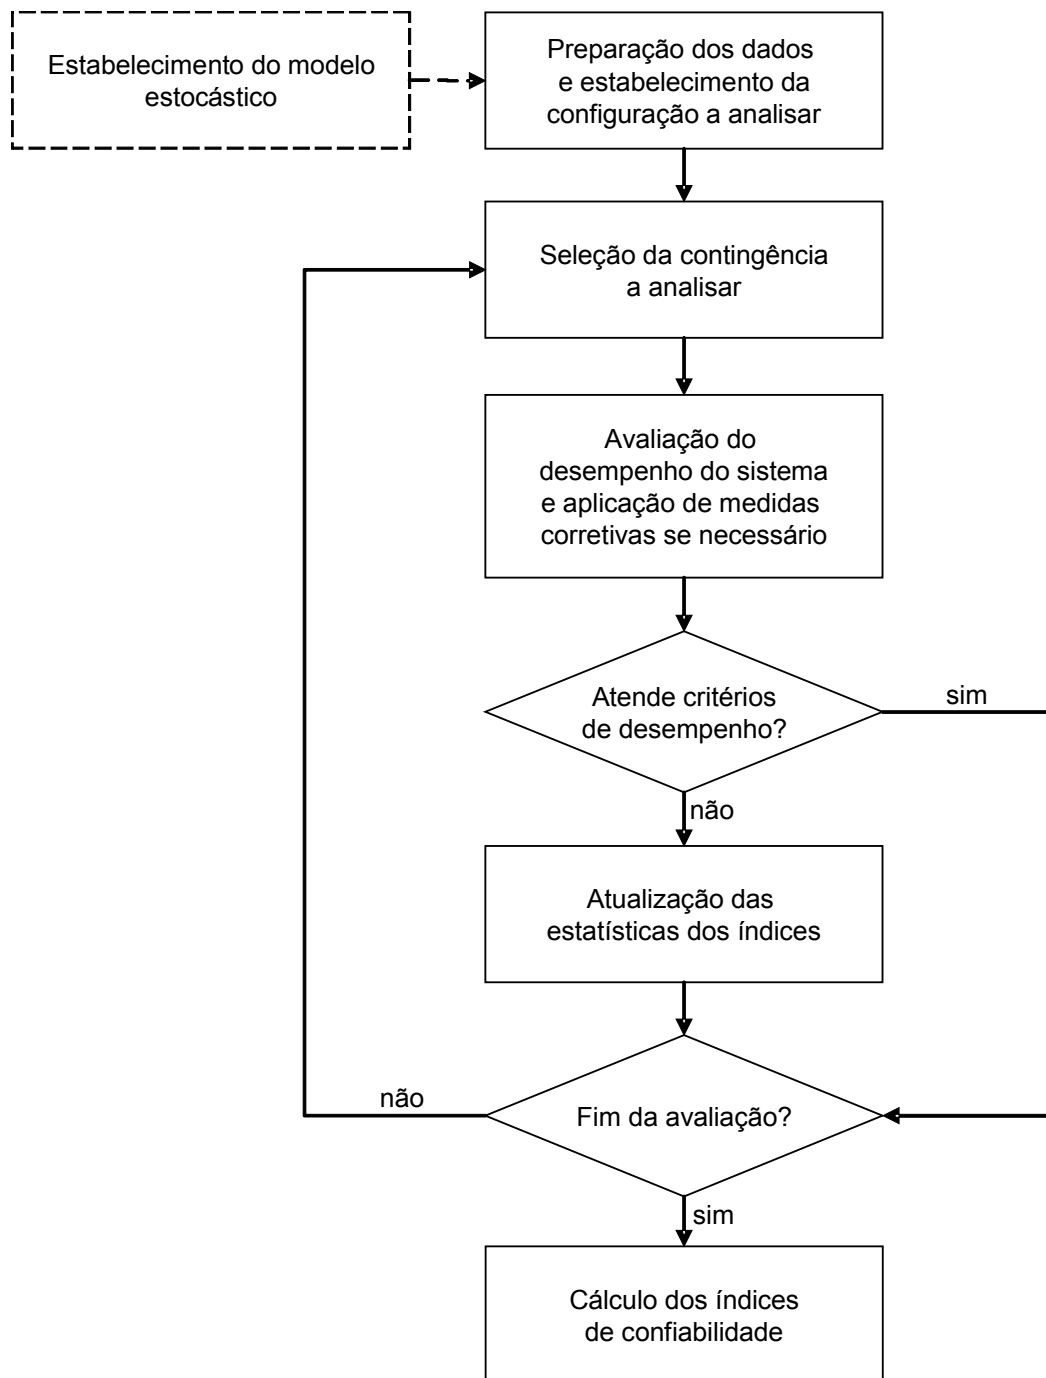 Estabelecimento do modelo
estocástico
Preparação dos dados
e estabelecimento da
configuração a analisar
Seleção da contingência
a analisar
Avaliação do
desempenho do sistema
e aplicação de medidas
corretivas se necessário
Atende critérios
de desempenho?
sim
não
Atualização das
estatísticas dos índices
não
Fim da avaliação?
sim
Cálculo dos índices
de confiabilidade